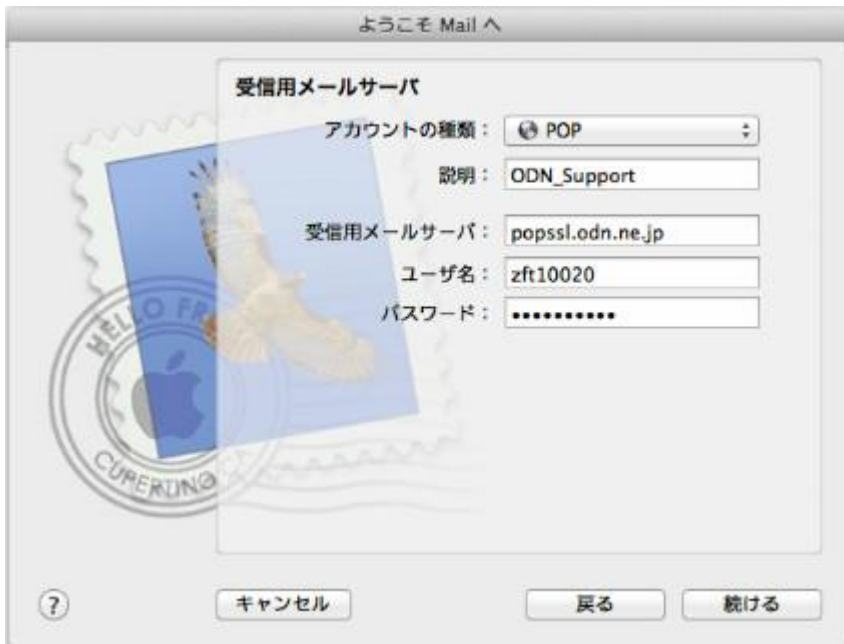 ようこそ Mail へ
受信用メールサーバ
アカウントの種類： POP
説明： ODN_Support
受信用メールサーバ： popssl.odn.ne.jp
ユーザ名： zft10020
パスワード： ••••••••••
HELLO FR
CUPERTINO
? キャンセル 戻る 続ける